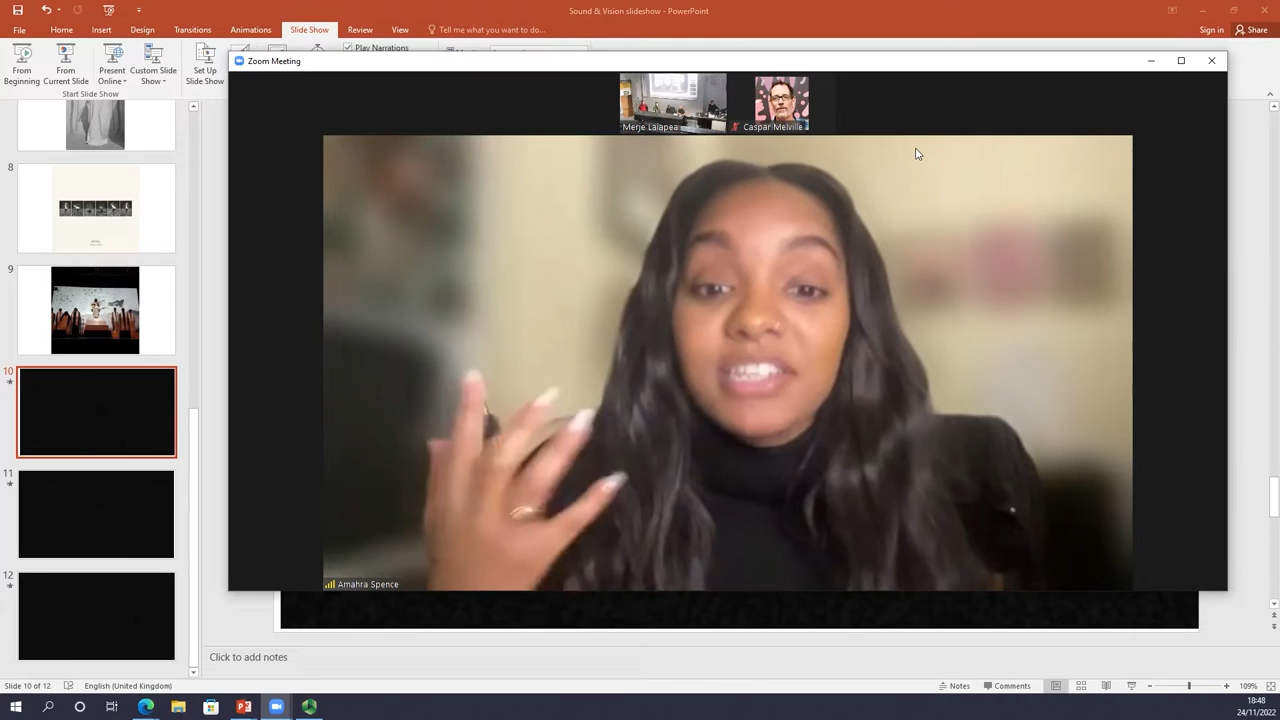 Sound & Vision slideshow - PowerPoint
File Home Insert Design Transitions Animations Slide Show Review View Tell me what you want to do... Sign in Share
Play Narrations
From Beginning
From Current Slide
Present Online
Custom Slide Show
Set Up Slide Show
Start Slide Show
Zoom Meeting
Merje Laiapea
Caspar Melville
8
9
10
11
12
Amahra Spence
Click to add notes
Slide 10 of 12 English (United Kingdom) Notes Comments 109%
18:48
24/11/2022